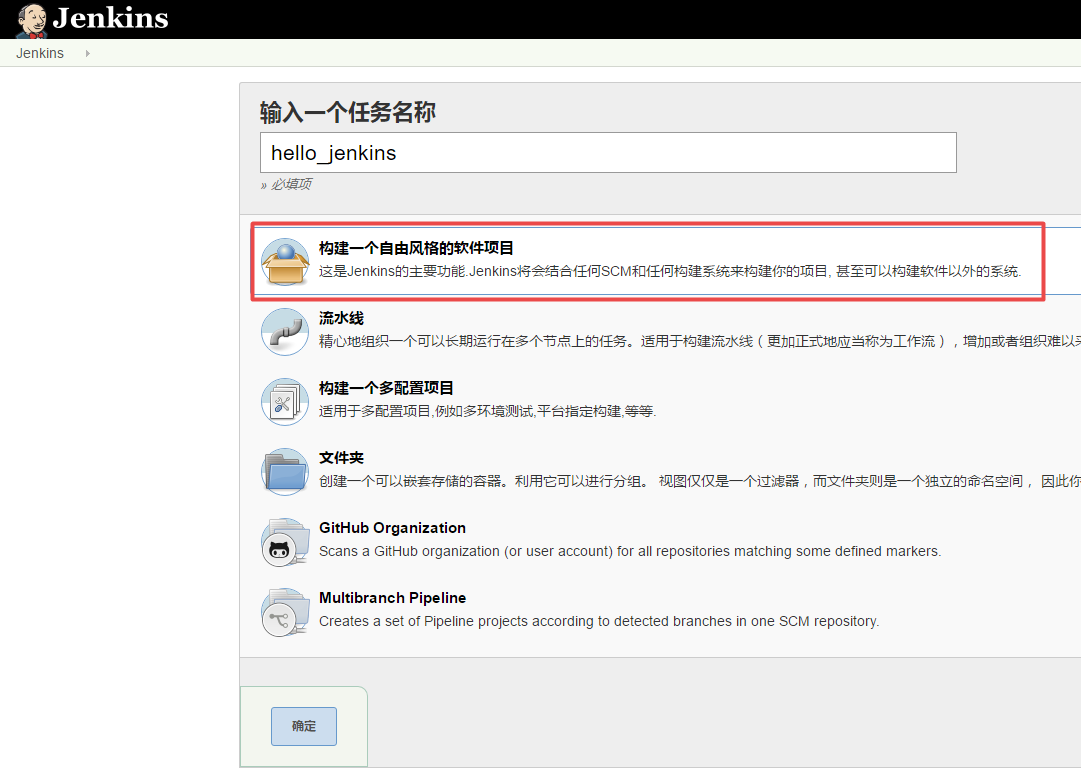 Jenkins
Jenkins
输入一个任务名称
hello_jenkins
» 必填项
构建一个自由风格的软件项目
这是Jenkins的主要功能.Jenkins将会结合任何SCM和任何构建系统来构建你的项目, 甚至可以构建软件以外的系统.
流水线
精心地组织一个可以长期运行在多个节点上的任务。适用于构建流水线（更加正式地应当称为工作流），增加或者组织难以
构建一个多配置项目
适用于多配置项目,例如多环境测试,平台指定构建,等等.
文件夹
创建一个可以嵌套存储的容器。利用它可以进行分组。 视图仅仅是一个过滤器，而文件夹则是一个独立的命名空间， 因此你
GitHub Organization
Scans a GitHub organization (or user account) for all repositories matching some defined markers.
Multibranch Pipeline
Creates a set of Pipeline projects according to detected branches in one SCM repository.
确定